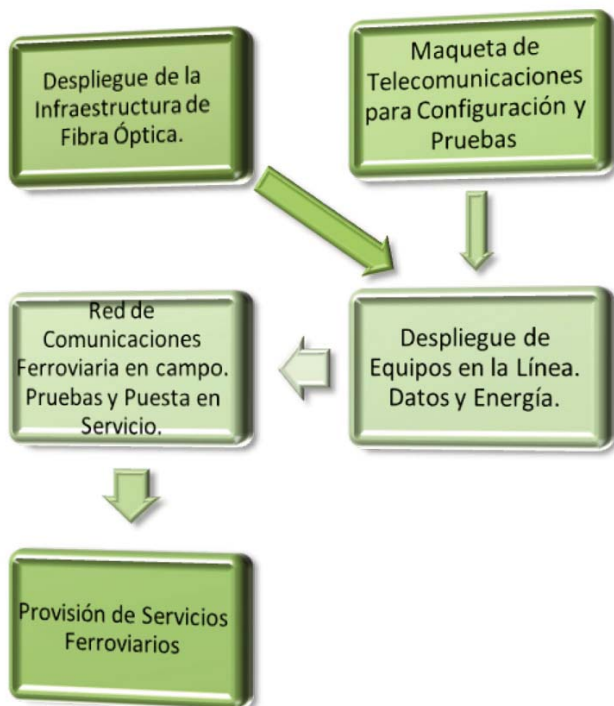 Despliegue de la
Infraestructura de
Fibra Óptica.
Maqueta de
Telecomunicaciones
para Configuración y
Pruebas
Red de
Comunicaciones
Ferroviaria en campo.
Pruebas y Puesta en
Servicio.
Despliegue de
Equipos en la Línea.
Datos y Energía.
Provisión de Servicios
Ferroviarios